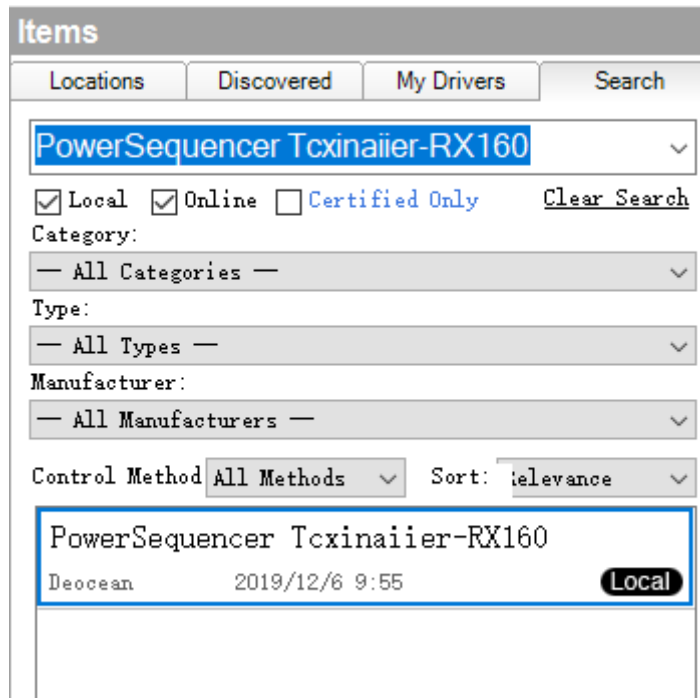 Items
Locations Discovered My Drivers Search
PowerSequencer Tcxinaiier-RX160
Local Online Certified Only Clear Search
Category:
— All Categories —
Type:
— All Types —
Manufacturer:
— All Manufacturers —
Control Method All Methods Sort: Relevance
PowerSequencer Tcxinaiier-RX160
Deocean 2019/12/6 9:55 Local